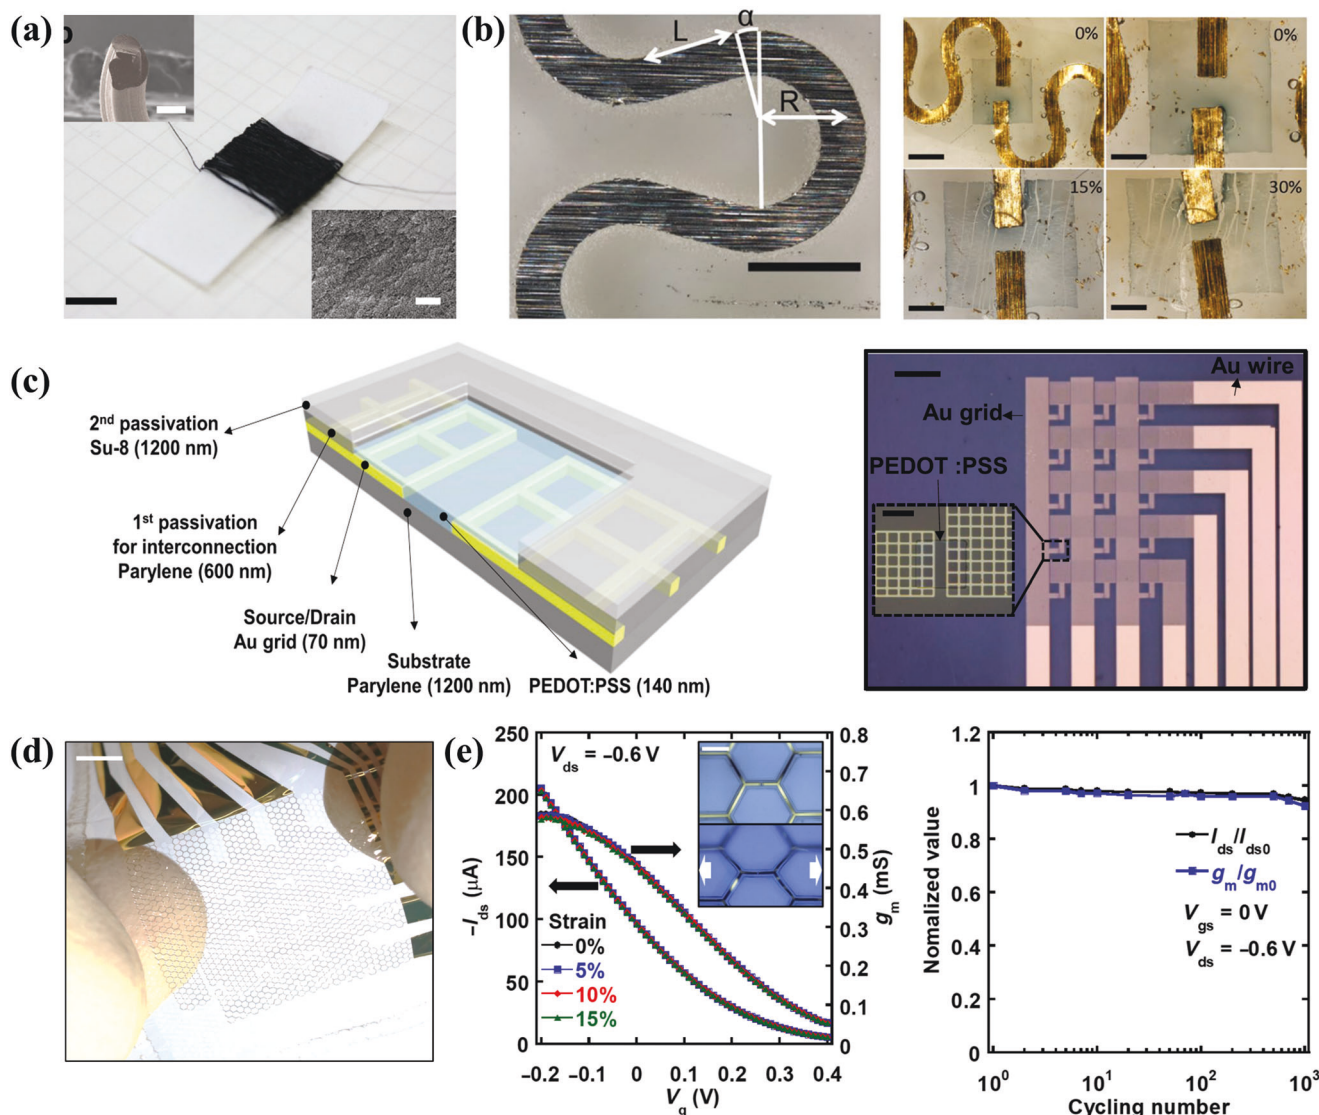 (a)
(b)
L
α
R
0%
0%
15%
30%
(c)
2nd passivation
Su-8 (1200 nm)
1st passivation
for interconnection
Parylene (600 nm)
Source/Drain
Au grid (70 nm)
Substrate
Parylene (1200 nm)
PEDOT:PSS (140 nm)
Au wire
Au grid
PEDOT :PSS
(d)
(e)
250
200
150
100
50
0
–Ids (µA)
Vds = –0.6 V
Strain
0%
5%
10%
15%
0.8
0.7
0.6
0.5
0.4
0.3
0.2
0.1
0
gm (mS)
–0.2 –0.1 0 0.1 0.2 0.3 0.4
Vg (V)
1.2
1
0.8
0.6
0.4
0.2
0
Nomalized value
Ids/Ids0
gm/gm0
Vgs = 0 V
Vds = –0.6 V
10^0 10^1 10^2 10^3
Cycling number